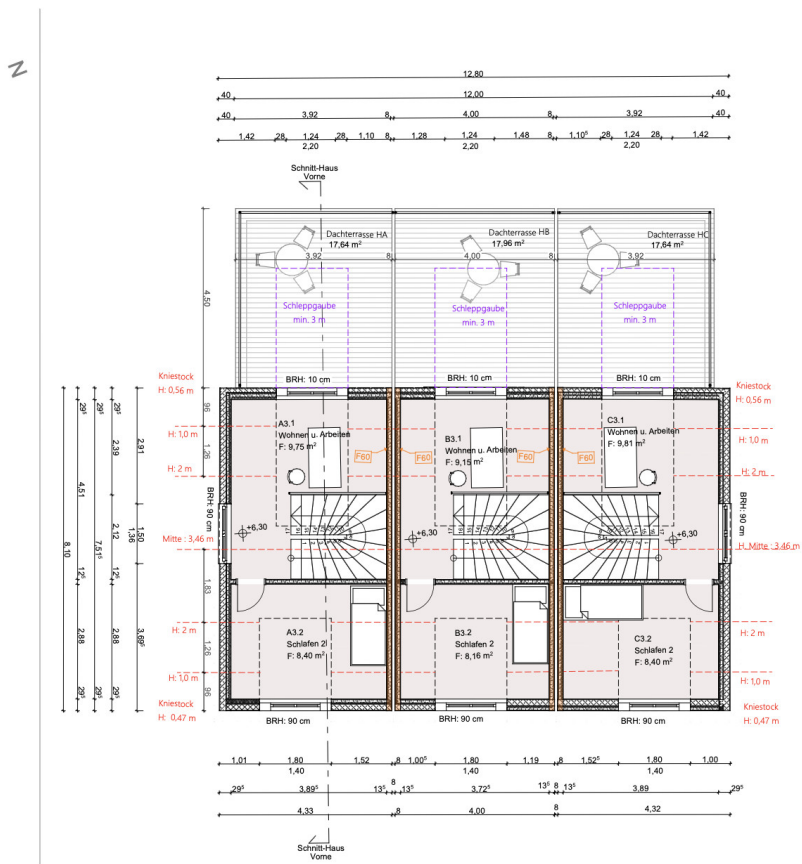 N
12,80
40 12,00 40
40 3,92 8 4,00 8 3,92 40
1,42 28 1,24 28 1,10 8 1,28 1,24 1,48 8 1,10⁵ 28 1,24 28 1,42
2,20 2,20 2,20
Schnitt-Haus
Vorne
Dachterrasse HA
17,64 m²
Dachterrasse HB
17,96 m²
Dachterrasse HC
17,64 m²
3,92 8 4,00 8 3,92
4,50
Schleppgaube
min. 3 m
Schleppgaube
min. 3 m
Schleppgaube
min. 3 m
Kniestock
H: 0,56 m
BRH: 10 cm
BRH: 10 cm
BRH: 10 cm
Kniestock
H: 0,56 m
H: 1,0 m
H: 1,0 m
H: 2 m
H: 2 m
A3.1
Wohnen u. Arbeiten
F: 9,75 m²
B3.1
Wohnen u. Arbeiten
F: 9,15 m²
C3.1
Wohnen u. Arbeiten
F: 9,81 m²
F60
F60
F60
F60
BRH: 90 cm
BRH: 90 cm
+6,30
+6,30
+6,30
Mitte : 3,46 m
H. Mitte : 3.46 m
A3.2
Schlafen 2
F: 8,40 m²
B3.2
Schlafen 2
F: 8,16 m²
C3.2
Schlafen 2
F: 8,40 m²
H: 2 m
H: 2 m
H: 1,0 m
H: 1,0 m
Kniestock
H: 0,47 m
BRH: 90 cm
BRH: 90 cm
BRH: 90 cm
Kniestock
H: 0,47 m
8,10
29⁵ 4,51 12⁵ 2,88 29⁵
29⁵ 7,51⁵ 29⁵
29⁵ 2,39 2,12 12⁵ 2,88 29⁵
2,91 1,50 3,69⁵
1,36
96 1,26 1,83 1,26 96
1,01 1,80 1,52 8 1,00⁵ 1,80 1,19 8 1,52⁵ 1,80 1,00
1,40 1,40 1,40
29⁵ 3,89⁵ 13⁵ 8 13⁵ 3,72⁵ 13⁵ 8 13⁵ 3,89 29⁵
4,33 8 4,00 8 4,32
Schnitt-Haus
Vorne